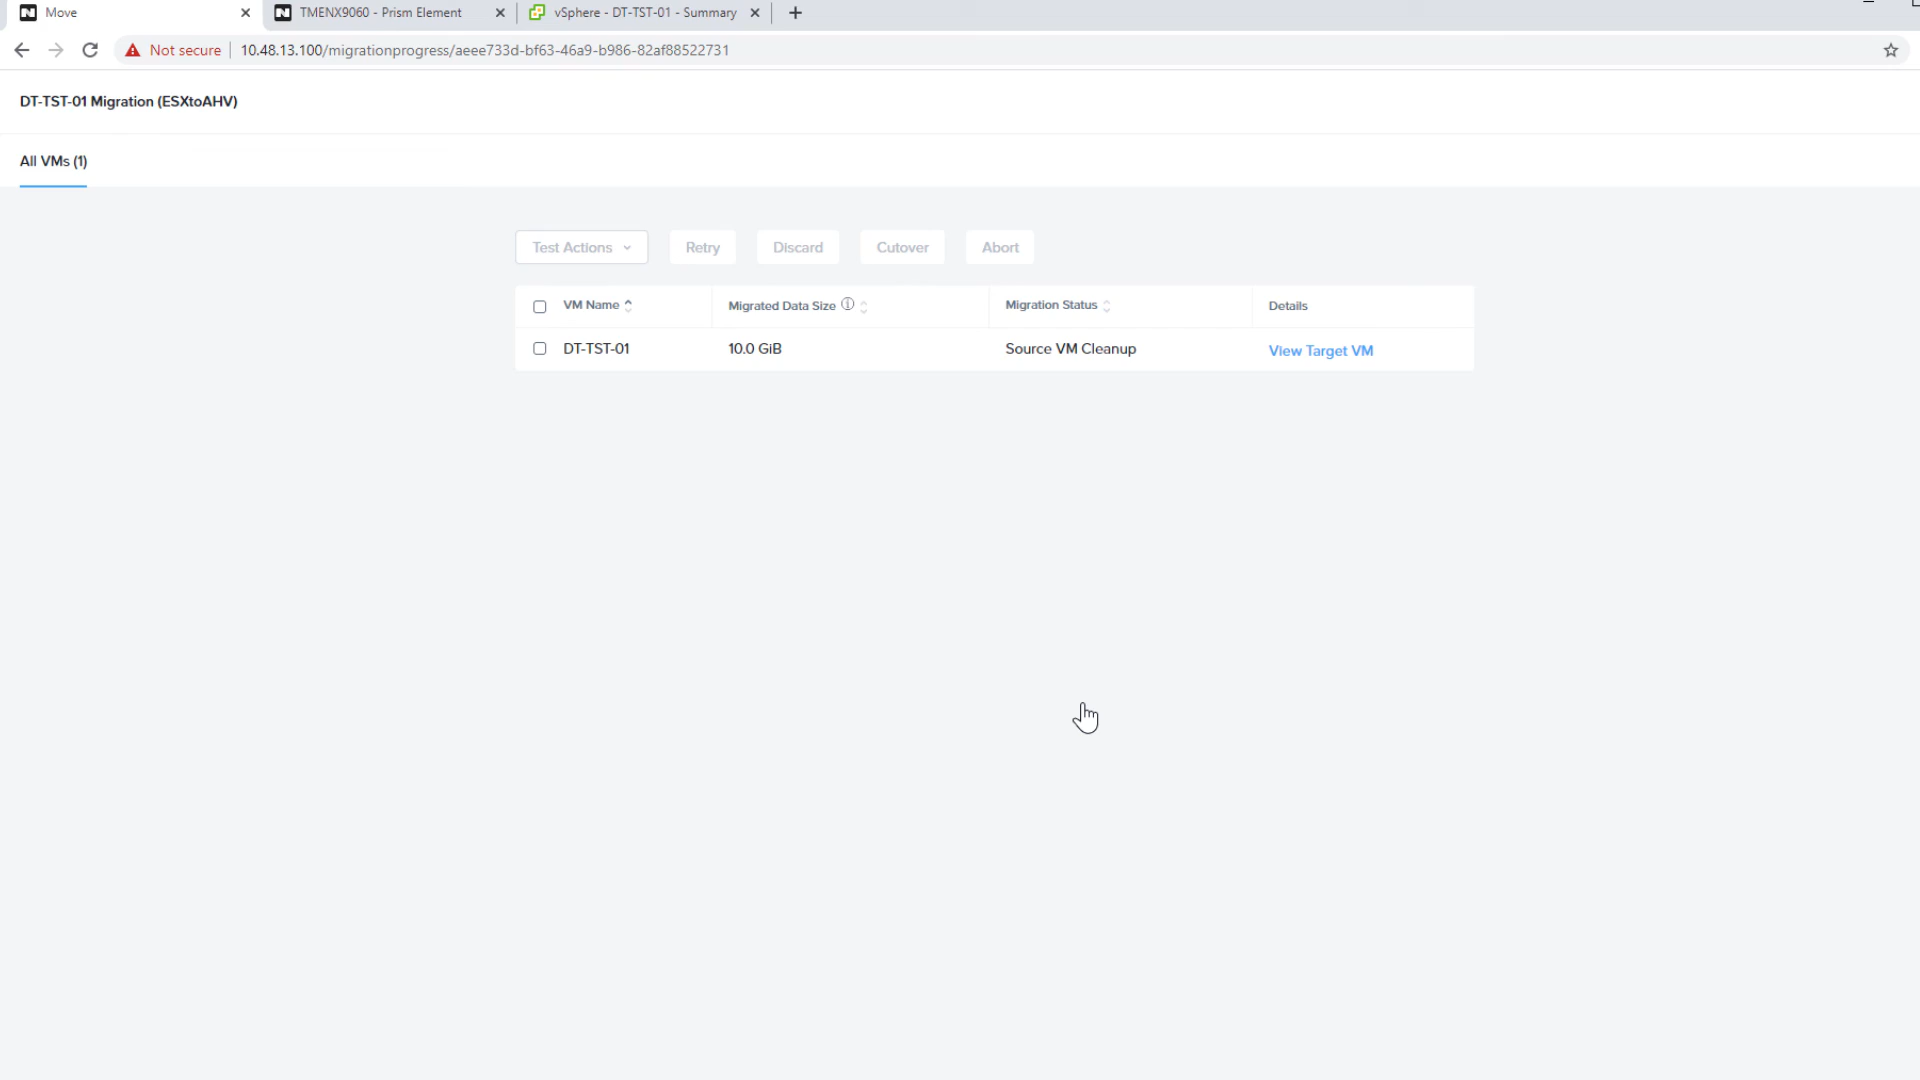 Move
TMENX9060 - Prism Element
vSphere - DT-TST-01 - Summary
Not secure
10.48.13.100/migrationprogress/aeee733d-bf63-46a9-b986-82af88522731
DT-TST-01 Migration (ESXtoAHV)
All VMs (1)
Test Actions Retry Discard Cutover Abort
VM Name Migrated Data Size Migration Status Details
DT-TST-01 10.0 GiB Source VM Cleanup View Target VM